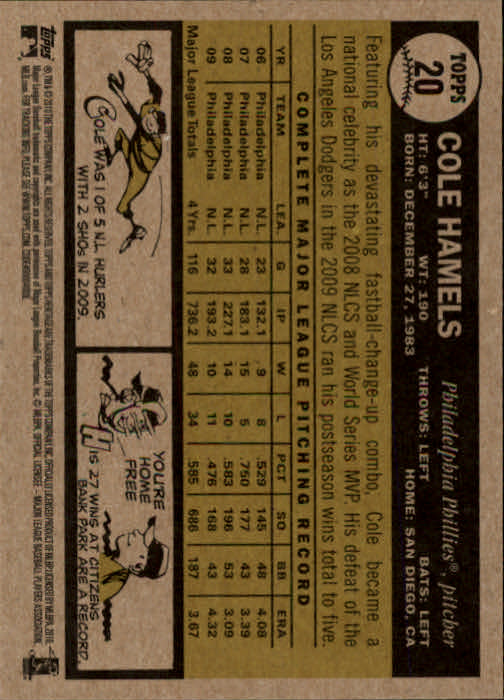 TOPPS
20
COLE HAMELS
Philadelphia Phillies®, pitcher
HT: 6'3" WT: 190 THROWS: LEFT BATS: LEFT
BORN: DECEMBER 27, 1983 HOME: SAN DIEGO, CA
Featuring his devastating fastball-change-up combo, Cole became a
national celebrity as the 2008 NLCS and World Series MVP. His defeat of the
Los Angeles Dodgers in the 2009 NLCS ran his postseason wins total to five.
COMPLETE MAJOR LEAGUE PITCHING RECORD
YR TEAM LEA. G IP W L PCT SO BB ERA
06 Philadelphia N.L. 23 132.1 9 8 .529 145 48 4.08
07 Philadelphia N.L. 28 183.1 15 5 .750 177 43 3.39
08 Philadelphia N.L. 33 227.1 14 10 .583 196 53 3.09
09 Philadelphia N.L. 32 193.2 10 11 .476 168 43 4.32
Major League Totals 4 Yrs. 116 736.2 48 34 .585 686 187 3.67
COLE WAS 1 OF 5 N.L. HURLERS
WITH 2 SHOs IN 2009.
YOU'RE
HOME
FREE
HIS 27 WINS AT CITIZENS
BANK PARK ARE A RECORD.
TOPPS